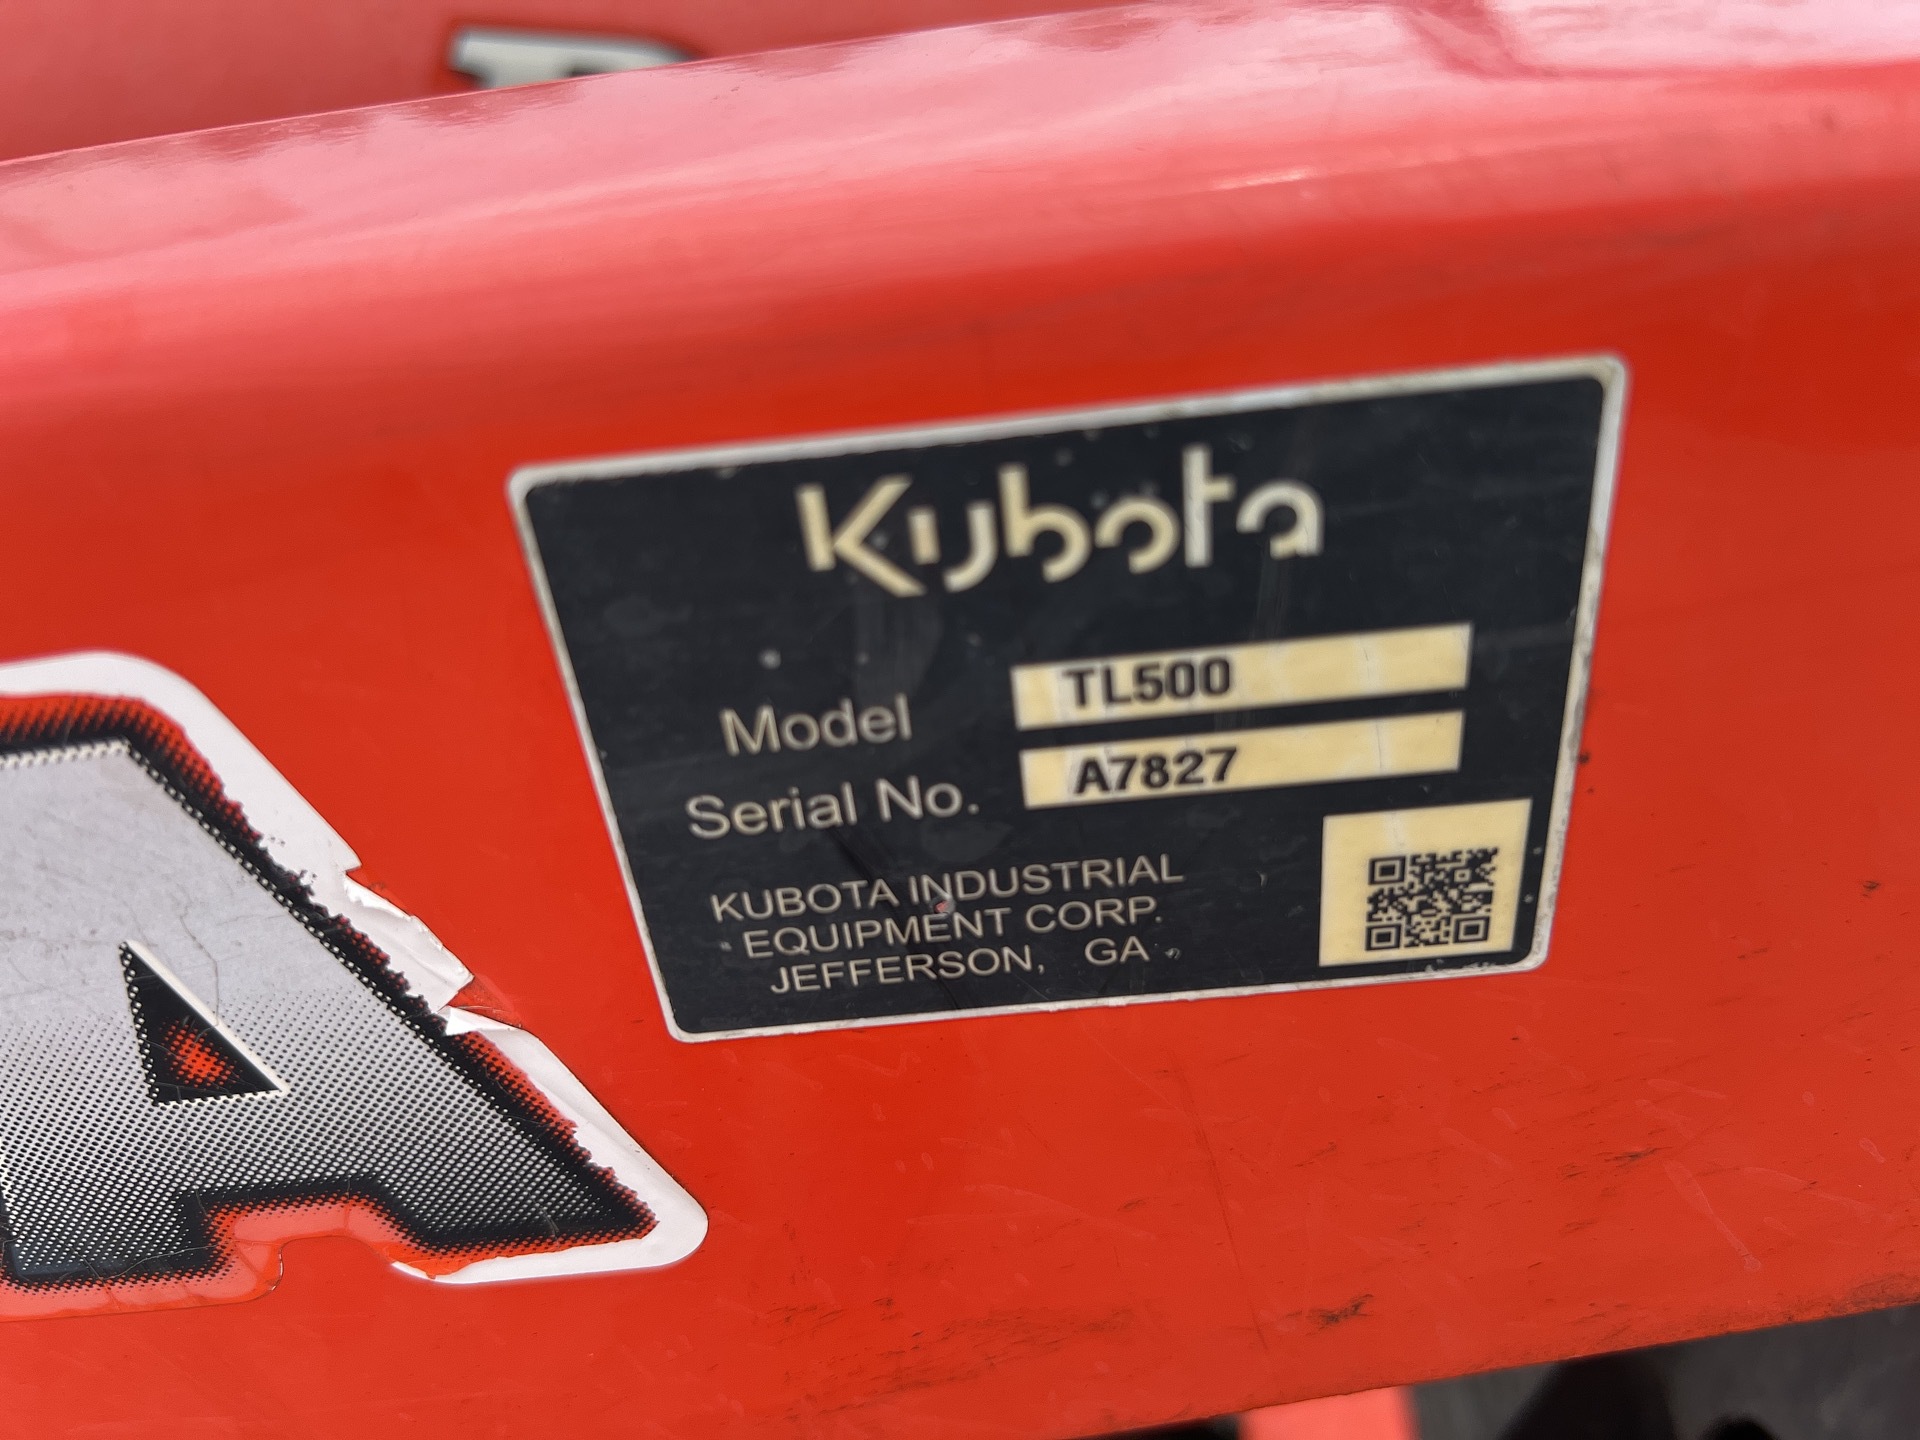 Kubota
Model TL500
Serial No. A7827
KUBOTA INDUSTRIAL
EQUIPMENT CORP.
JEFFERSON, GA
A